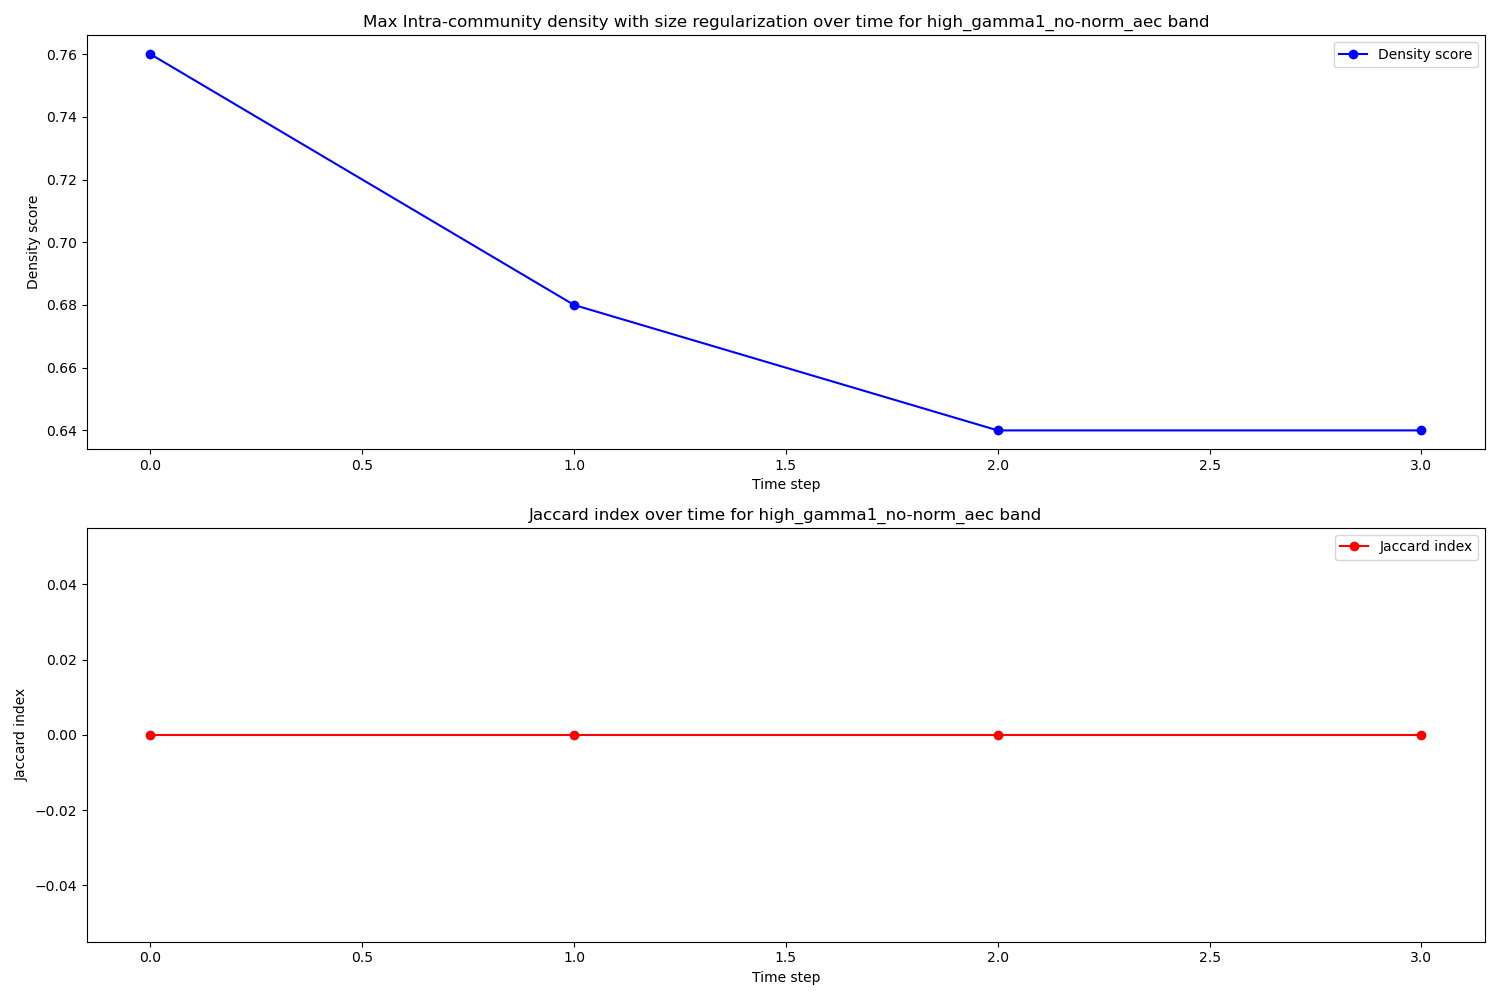 Max Intra-community density with size regularization over time for high_gamma1_no-norm_aec band
Density score
0.76
0.74
0.72
0.70
0.68
0.66
0.64
Density score
0.0 0.5 1.0 1.5 2.0 2.5 3.0
Time step
Jaccard index over time for high_gamma1_no-norm_aec band
Jaccard index
0.04
0.02
0.00
−0.02
−0.04
Jaccard index
0.0 0.5 1.0 1.5 2.0 2.5 3.0
Time step